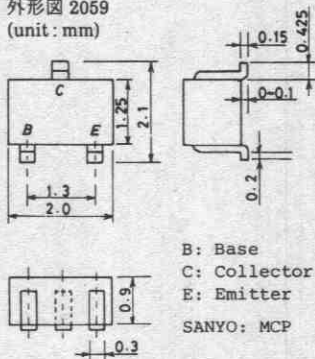 外形図 2059
(unit : mm)
C
B E
1.25
2.1
1.3
2.0
0.15
0.425
0~0.1
0.2
0.9
0.3
B: Base
C: Collector
E: Emitter
SANYO: MCP